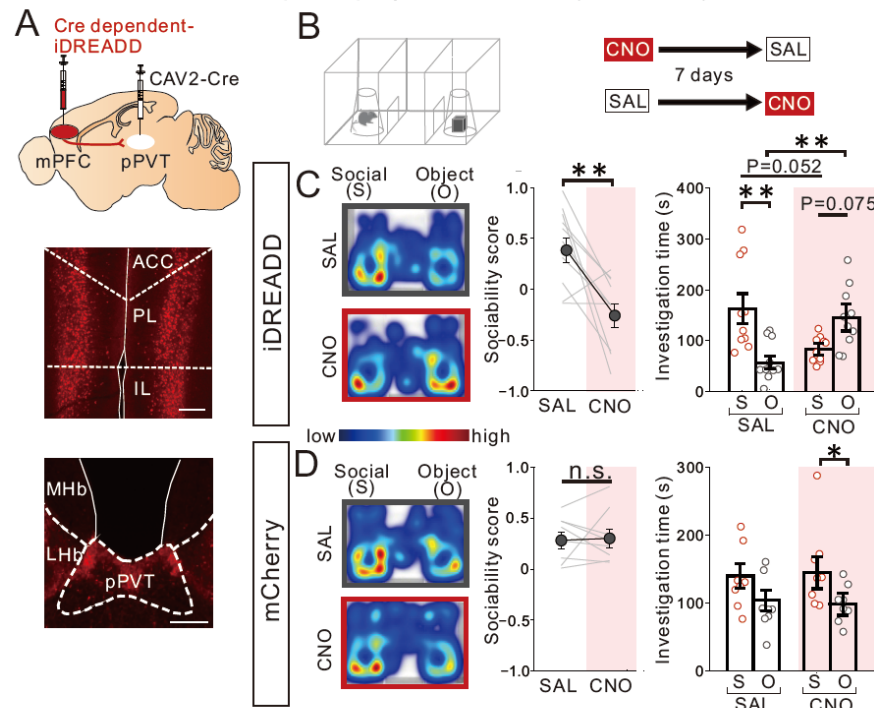 A
Cre dependent-
iDREADD
CAV2-Cre
mPFC
pPVT
ACC
PL
IL
MHb
LHb
pPVT
B
CNO
SAL
7 days
SAL
CNO
iDREADD
C
Social
(S)
Object
(O)
SAL
CNO
low
high
Sociability score
1.0
0.5
0
−0.5
−1.0
**
SAL
CNO
Investigation time (s)
400
300
200
100
0
**
P=0.052
**
P=0.075
S
O
S
O
SAL
CNO
mCherry
D
Social
(S)
Object
(O)
SAL
CNO
Sociability score
1.0
0.5
0
−1.0
n.s.
SAL
CNO
Investigation time (s)
300
200
100
0
*
S
O
S
O
SAL
CNO